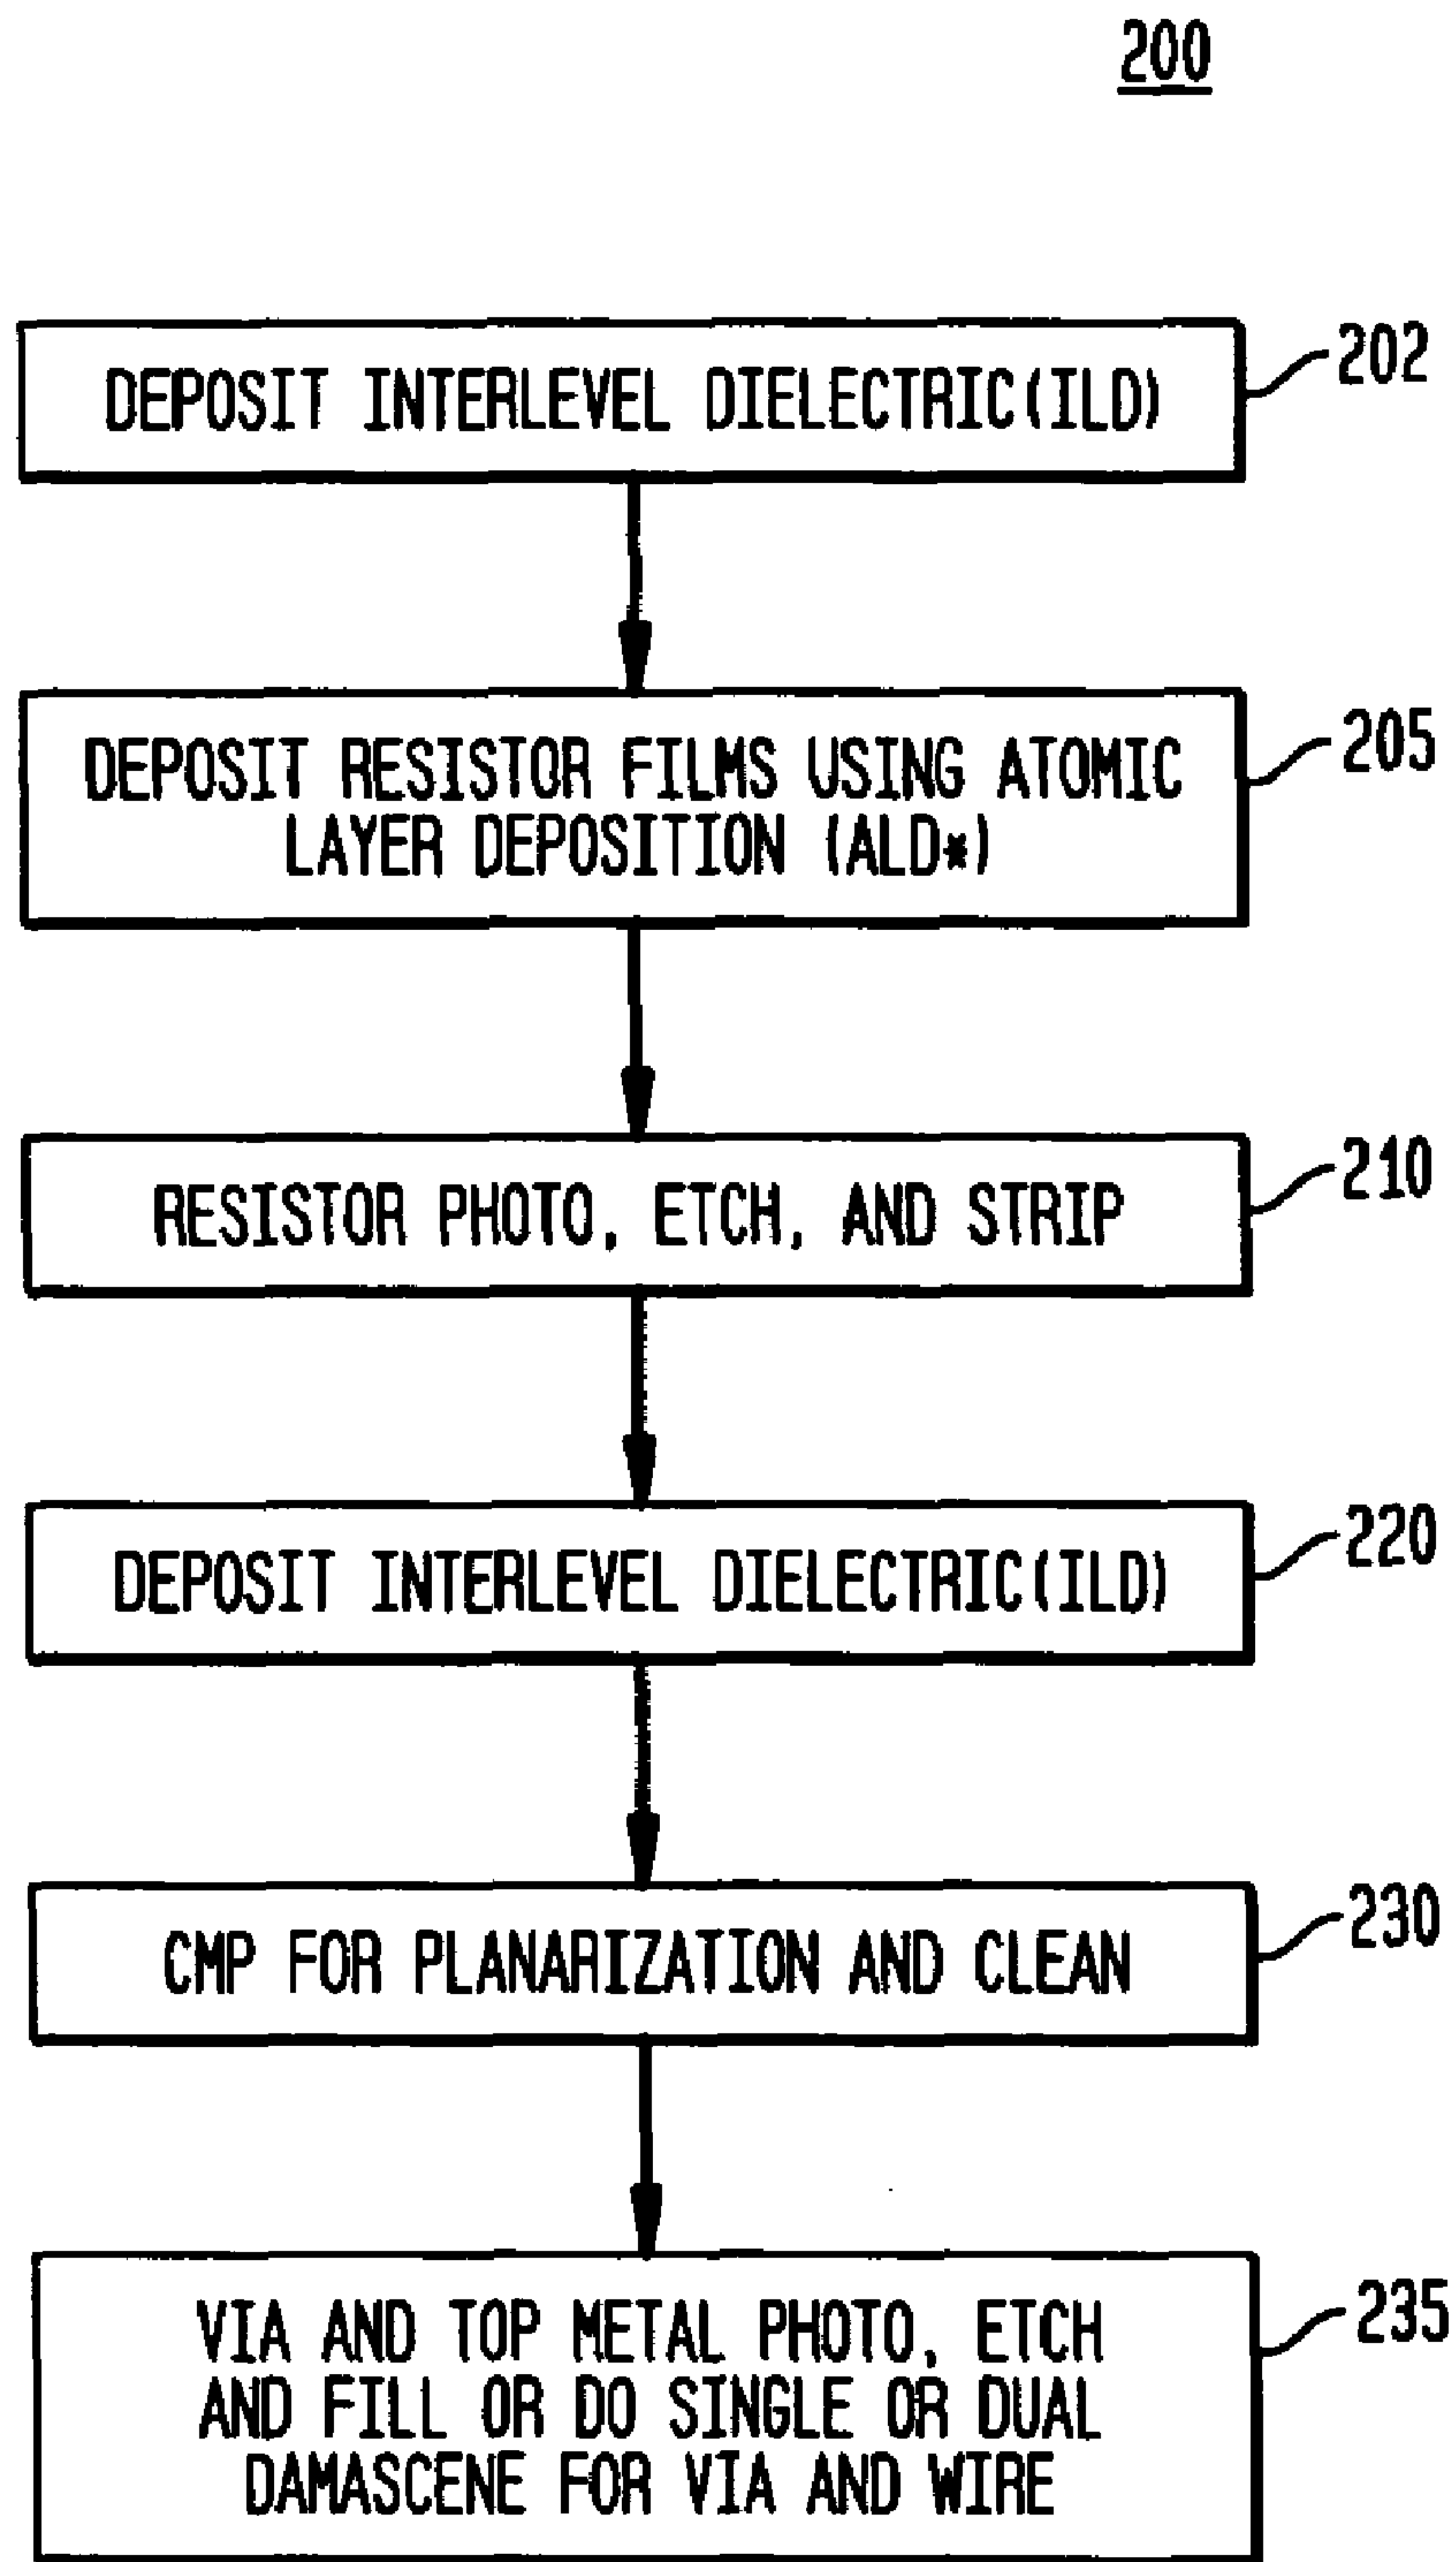 200
DEPOSIT INTERLEVEL DIELECTRIC(ILD)
202
DEPOSIT RESISTOR FILMS USING ATOMIC
LAYER DEPOSITION (ALD*)
205
RESISTOR PHOTO, ETCH, AND STRIP
210
DEPOSIT INTERLEVEL DIELECTRIC(ILD)
220
CMP FOR PLANARIZATION AND CLEAN
230
VIA AND TOP METAL PHOTO, ETCH
AND FILL OR DO SINGLE OR DUAL
DAMASCENE FOR VIA AND WIRE
235